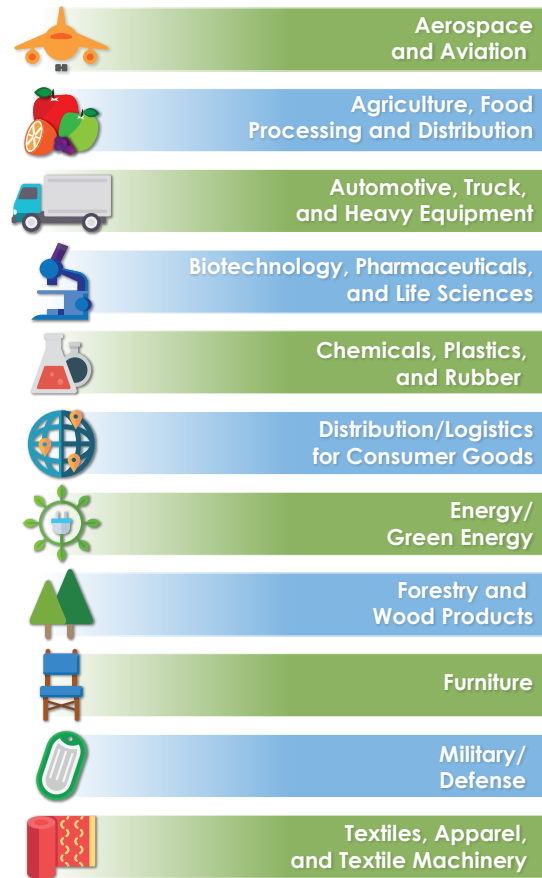 Aerospace
and Aviation
Agriculture, Food
Processing and Distribution
Automotive, Truck,
and Heavy Equipment
Biotechnology, Pharmaceuticals,
and Life Sciences
Chemicals, Plastics,
and Rubber
Distribution/Logistics
for Consumer Goods
Energy/
Green Energy
Forestry and
Wood Products
Furniture
Military/
Defense
Textiles, Apparel,
and Textile Machinery